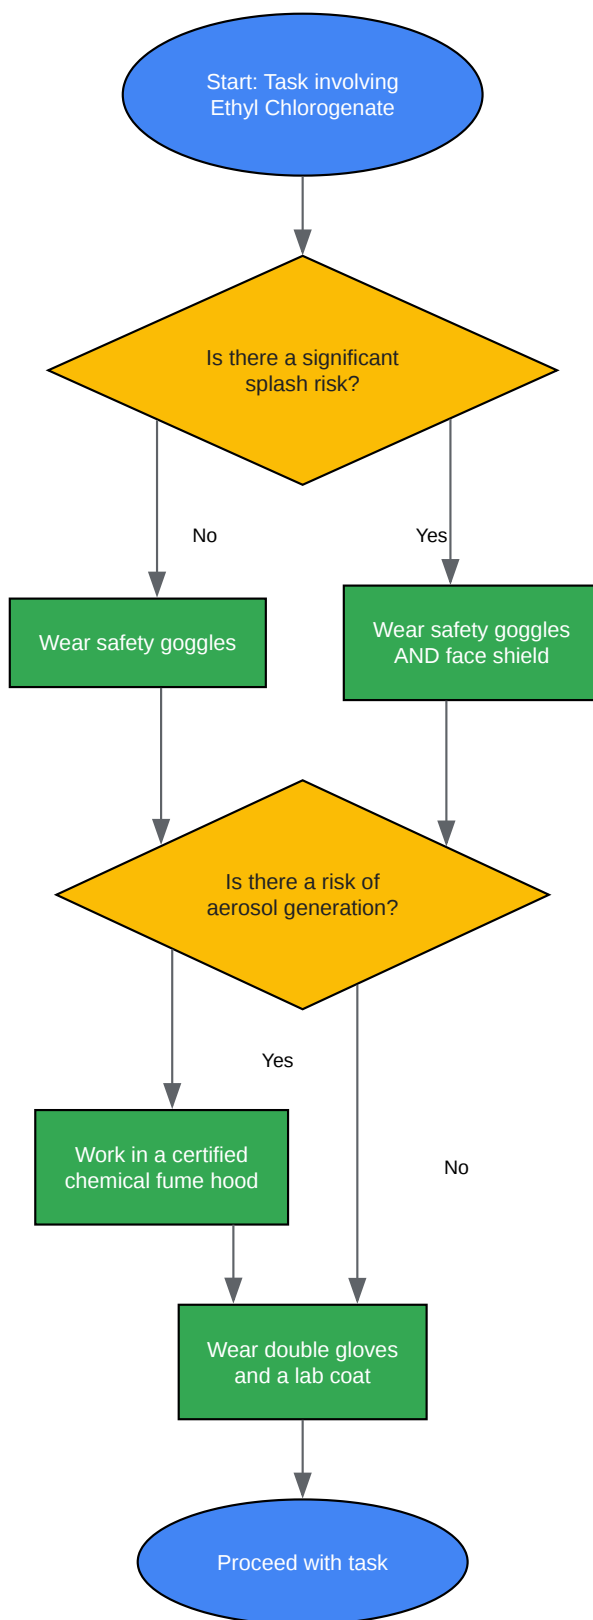 Start: Task involving
Ethyl Chlorogenate
Is there a significant
splash risk?
No
Yes
Wear safety goggles
Wear safety goggles
AND face shield
Is there a risk of
aerosol generation?
Yes
Work in a certified
chemical fume hood
No
Wear double gloves
and a lab coat
Proceed with task